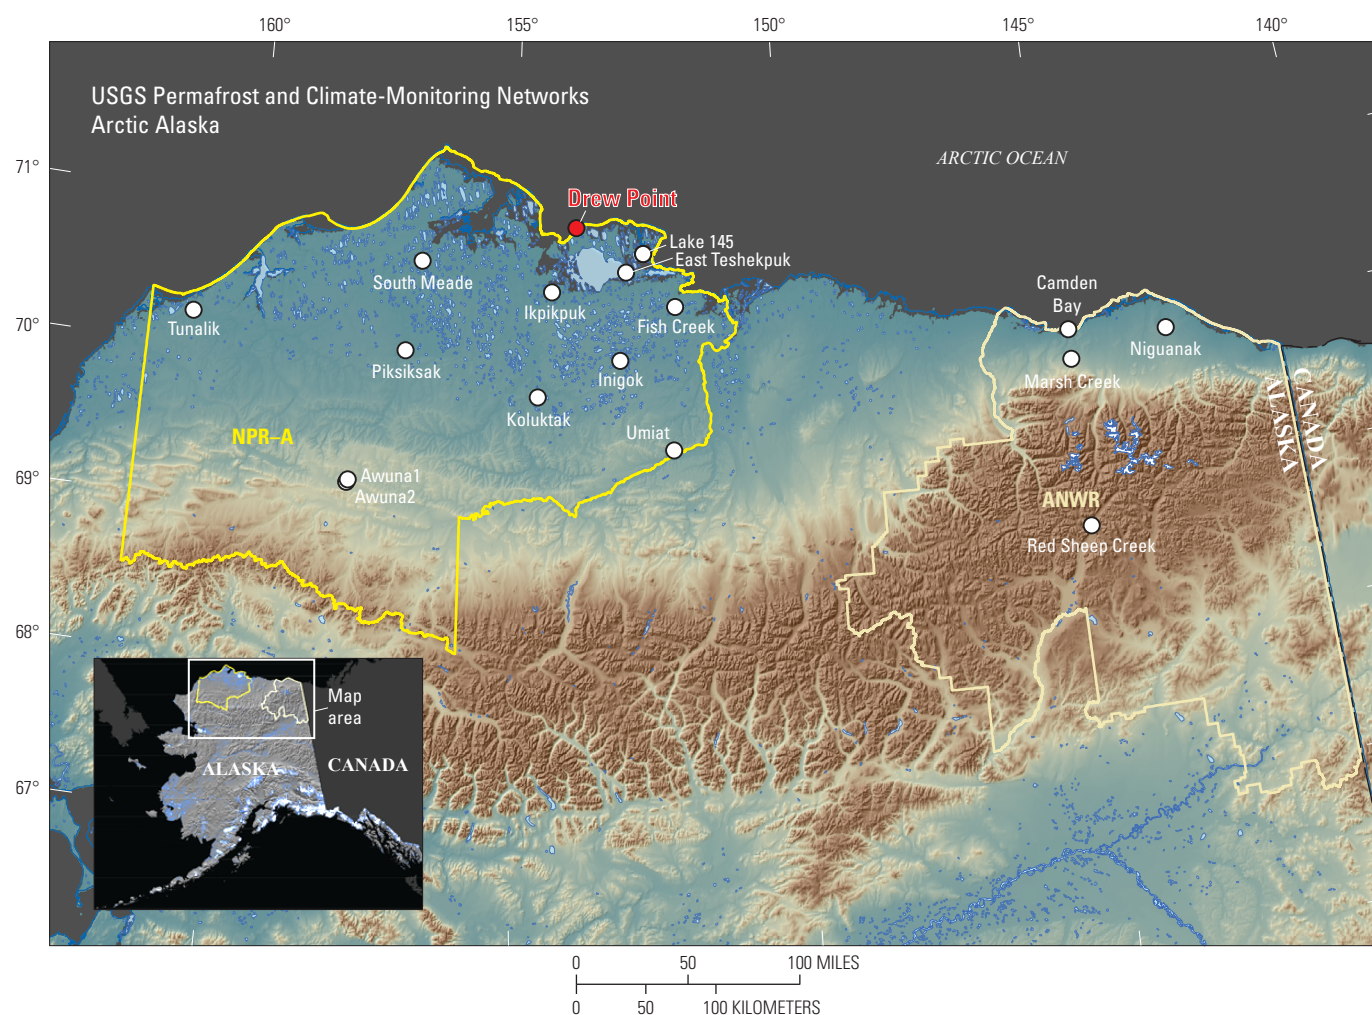 160°
155°
150°
145°
140°
USGS Permafrost and Climate-Monitoring Networks
Arctic Alaska
ARCTIC OCEAN
71°
70°
69°
68°
67°
Drew Point
Lake 145
East Teshekpuk
South Meade
Ikpikpuk
Fish Creek
Tunalik
Piksiksak
Inigok
Koluktak
Umiat
NPR–A
Awuna1
Awuna2
Camden
Bay
Niguanak
Marsh Creek
CANADA
ALASKA
ANWR
Red Sheep Creek
Map
area
ALASKA
CANADA
0 50 100 MILES
0 50 100 KILOMETERS